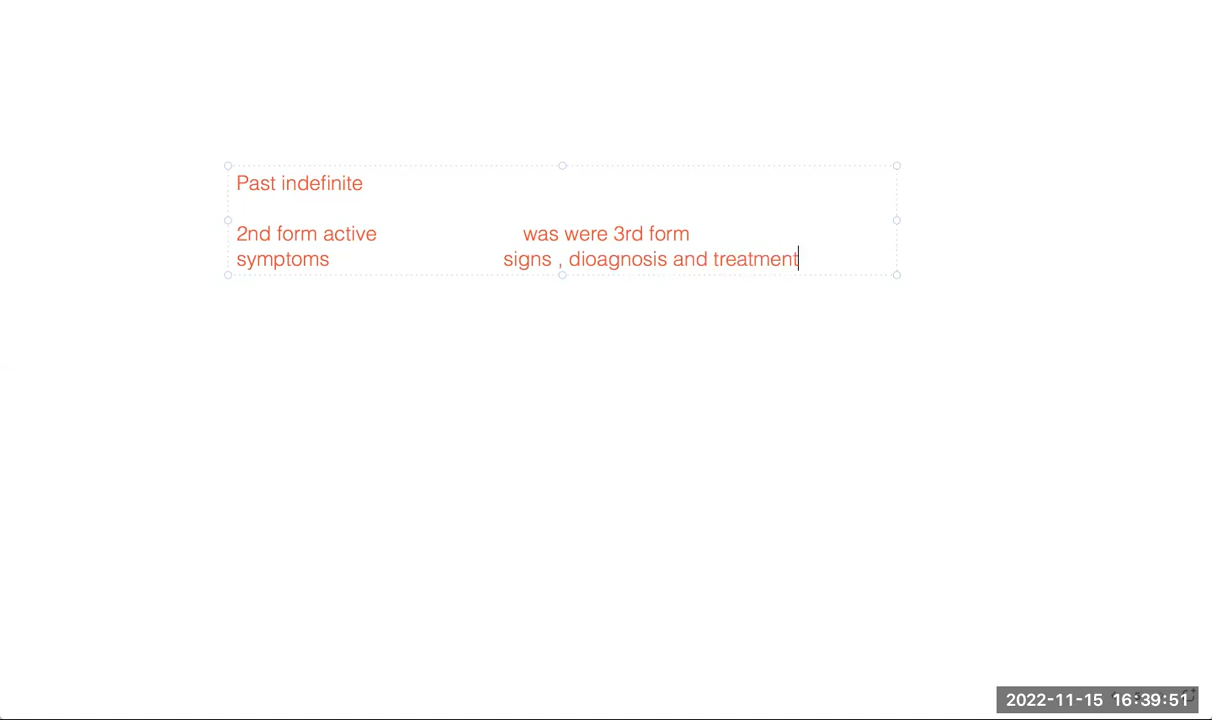 Past indefinite
2nd form active was were 3rd form
symptoms signs , dioagnosis and treatment
2022-11-15 16:39:51